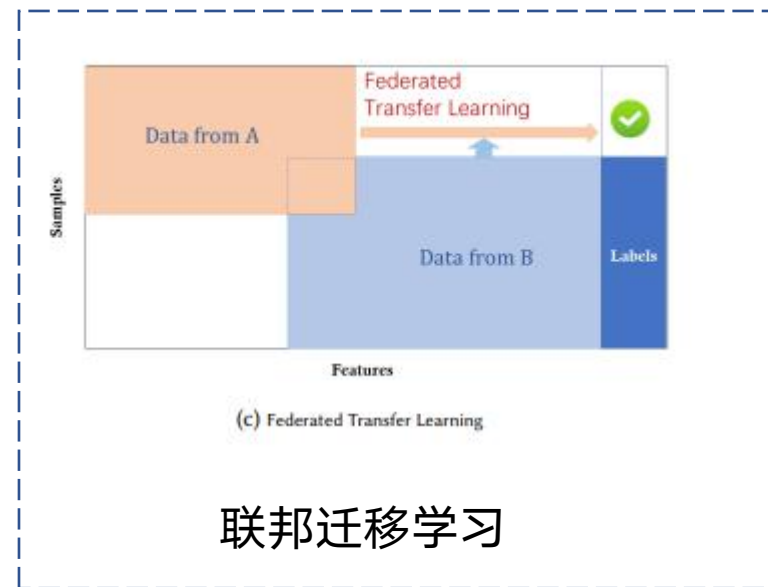 Federated
Transfer Learning
Data from A
Samples
Data from B
Labels
Features
(c) Federated Transfer Learning
联邦迁移学习